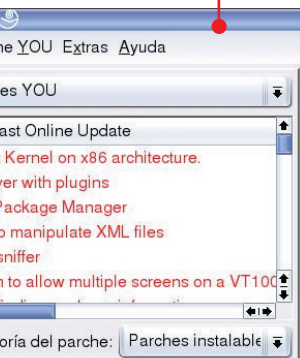 ne YOU Extras Ayuda
es YOU
ast Online Update
Kernel on x86 architecture.
er with plugins
Package Manager
o manipulate XML files
sniffer
n to allow multiple screens on a VT100
oría del parche: Parches instalable